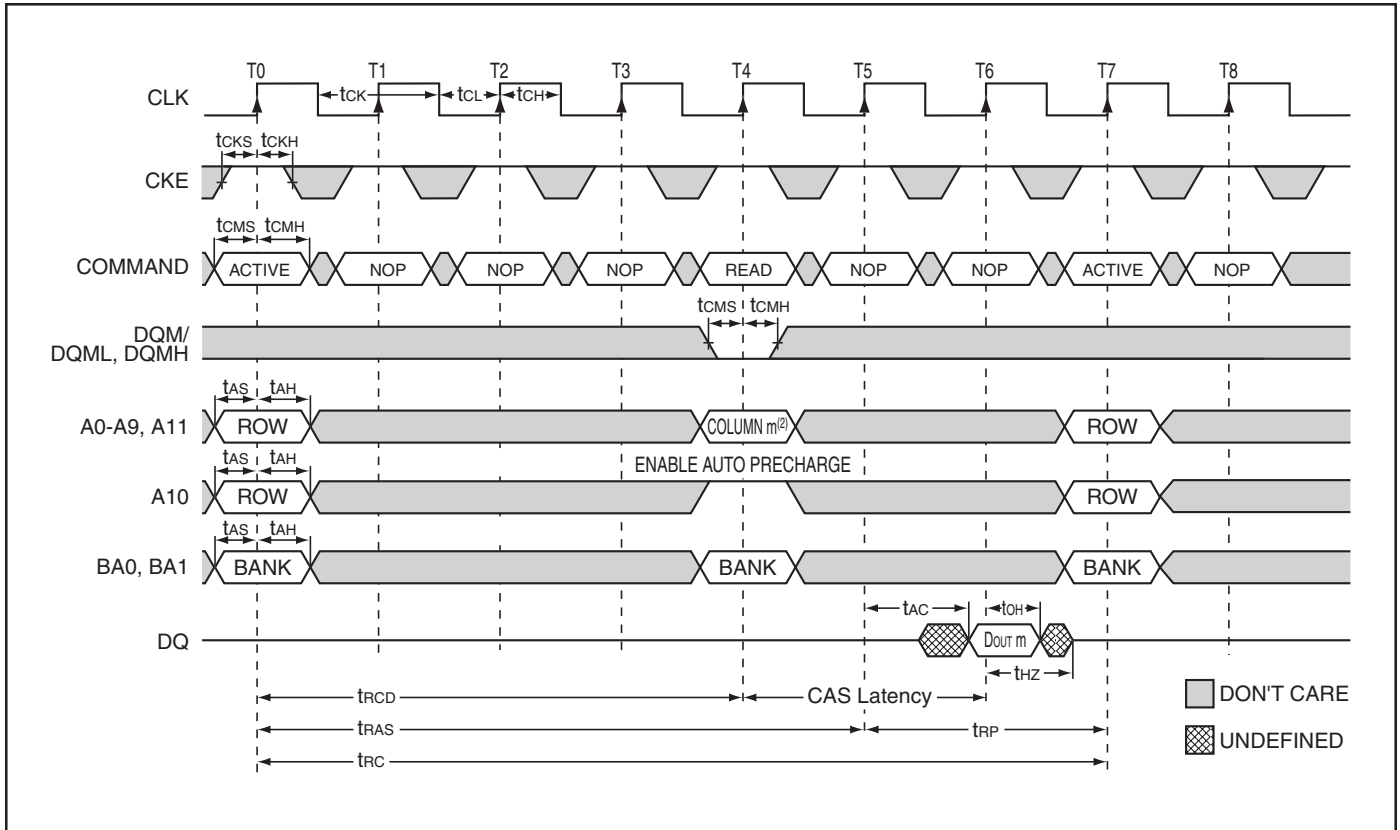 T0 T1 T2 T3 T4 T5 T6 T7 T8
CLK tCK tCL tCH
tCKS tCKH
CKE
tCMS tCMH
COMMAND ACTIVE NOP NOP NOP READ NOP NOP ACTIVE NOP
tCMS tCMH
DQM/
DQML, DQMH
tAS tAH
A0-A9, A11 ROW COLUMN m(2) ROW
tAS tAH ENABLE AUTO PRECHARGE
A10 ROW ROW
tAS tAH
BA0, BA1 BANK BANK BANK
tAC tOH
DQ DOUT m
tHZ
tRCD CAS Latency
DON'T CARE
tRAS tRP
UNDEFINED
tRC